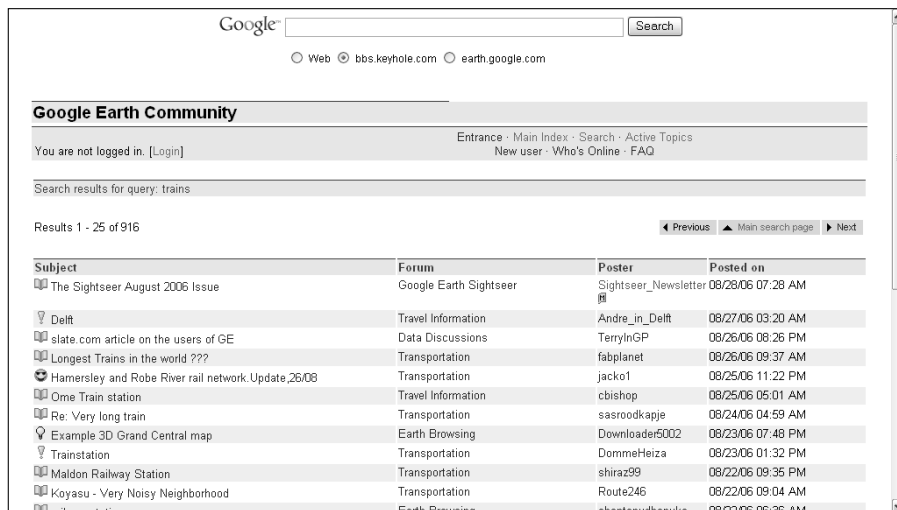 Google™ Search
Web bbs.keyhole.com earth.google.com
Google Earth Community
Entrance · Main Index · Search · Active Topics
You are not logged in. [Login] New user · Who's Online · FAQ
Search results for query: trains
Results 1 - 25 of 916 Previous Main search page Next
Subject Forum Poster Posted on
The Sightseer August 2006 Issue Google Earth Sightseer Sightseer_Newsletter 08/28/06 07:28 AM
Delft Travel Information Andre_in_Delft 08/27/06 03:20 AM
slate.com article on the users of GE Data Discussions TerryInGP 08/26/06 08:26 PM
Longest Trains in the world ??? Transportation fabplanet 08/26/06 09:37 AM
Hamersley and Robe River rail network.Update,26/08 Transportation jacko1 08/25/06 11:22 PM
Ome Train station Travel Information cbishop 08/25/06 05:01 AM
Re: Very long train Transportation sasroodkapje 08/24/06 04:59 AM
Example 3D Grand Central map Earth Browsing Downloader5002 08/23/06 07:48 PM
Trainstation Transportation DommeHeiza 08/23/06 01:32 PM
Maldon Railway Station Transportation shiraz99 08/22/06 09:35 PM
Koyasu - Very Noisy Neighborhood Transportation Route246 08/22/06 09:04 AM